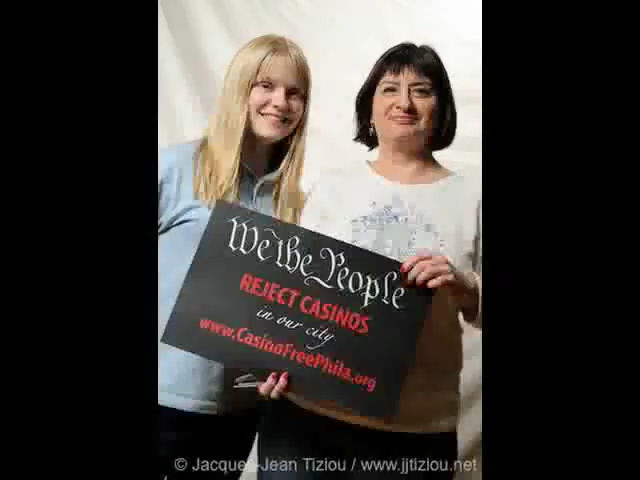 We the People
REJECT CASINOS
in our city
www.CasinoFreePhila.org
© Jacques-Jean Tiziou / www.jjtiziou.net